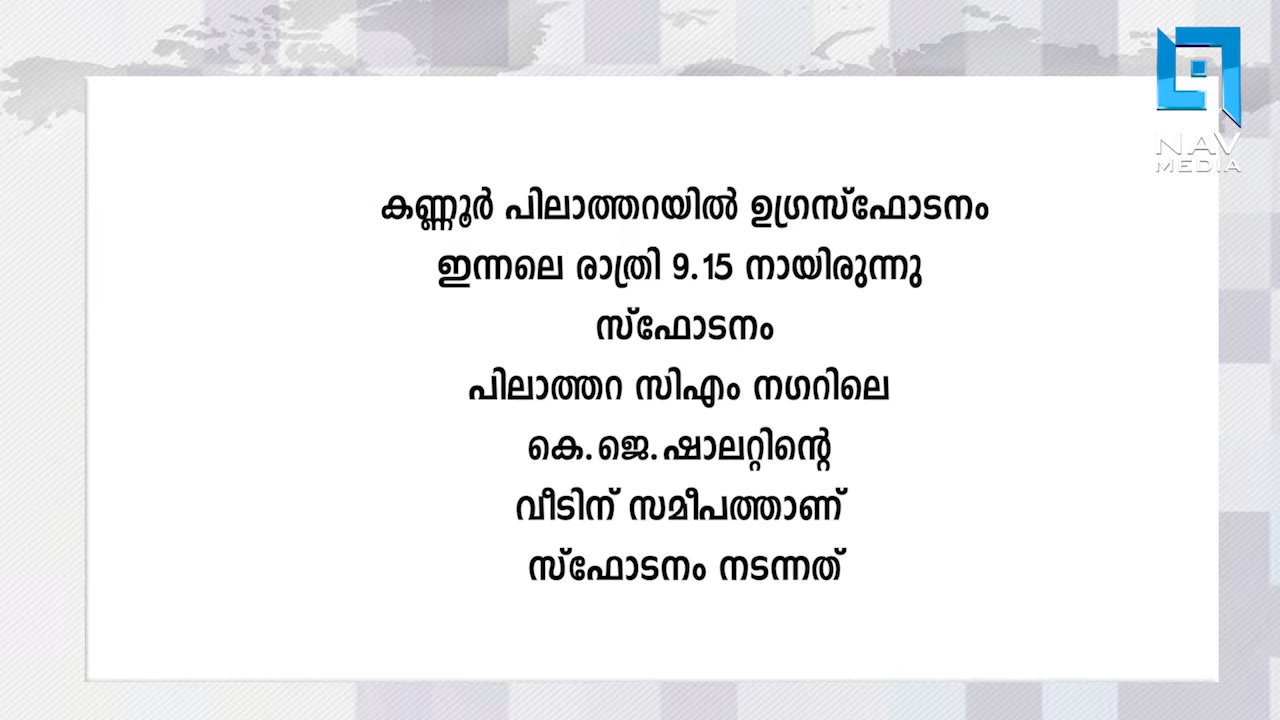 NAV
MEDIA
കണ്ണൂർ പിലാത്തറയിൽ ഉഗ്രസ്ഫോടനം
ഇന്നലെ രാത്രി 9.15 നായിരുന്നു
സ്ഫോടനം
പിലാത്തറ സിഎം നഗറിലെ
കെ.ജെ.ഷാലറ്റിന്റെ
വീടിന് സമീപത്താണ്
സ്ഫോടനം നടന്നത്